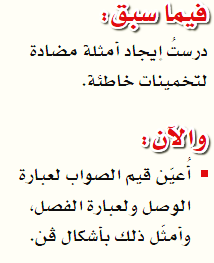 فيما سبق:
درستُ إيجاد أمثلة مضادة
لتخمينات خاطئة.
والآن:
▪ أُعيّن قيم الصواب لعبارة
الوصل ولعبارة الفصل،
وأمثّل ذلك بأشكال ڤن.